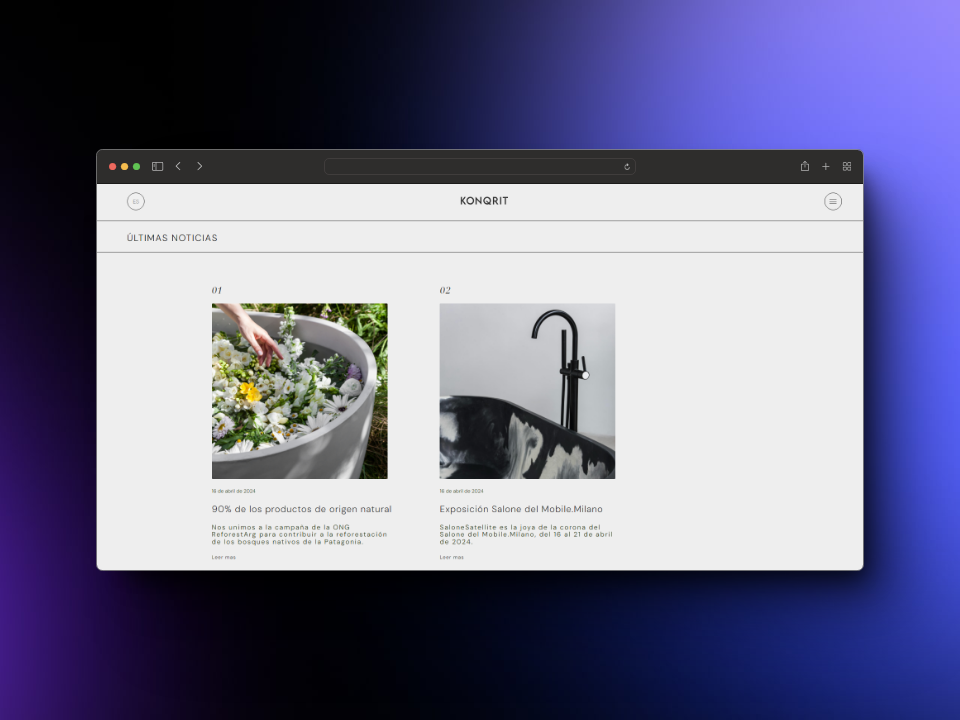 ES
KONQRIT
ÚLTIMAS NOTICIAS
01
16 de abril de 2024
90% de los productos de origen natural
Nos unimos a la campaña de la ONG
ReforestArg para contribuir a la reforestación
de los bosques nativos de la Patagonia.
Leer mas
02
16 de abril de 2024
Exposición Salone del Mobile.Milano
SaloneSatellite es la joya de la corona del
Salone del Mobile.Milano, del 16 al 21 de abril
de 2024.
Leer mas